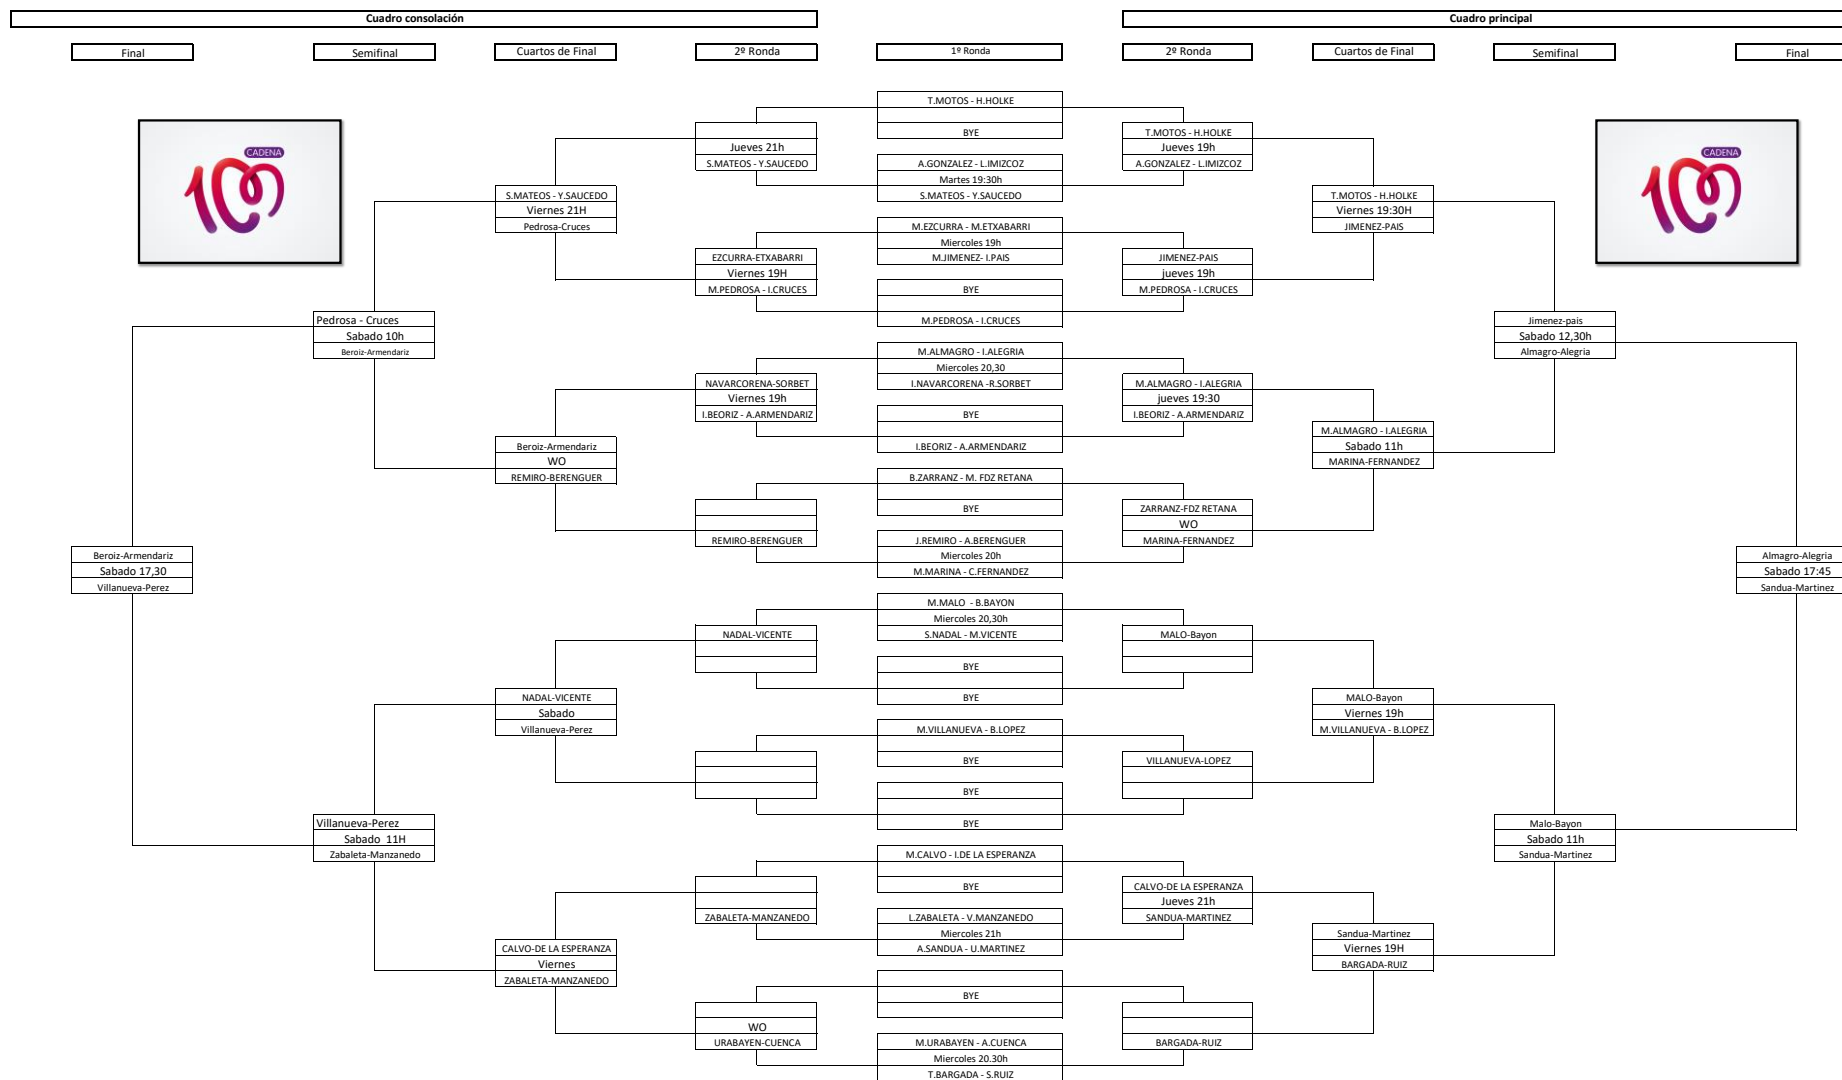 Cuadro consolación
Cuadro principal
Final
Semifinal
Cuartos de Final
2º Ronda
1º Ronda
2º Ronda
Cuartos de Final
Semifinal
Final
CADENA
100
Pedrosa - Cruces
Sabado 10h
Beroiz-Armendariz
Beroiz-Armendariz
Sabado 17,30
Villanueva-Perez
Villanueva-Perez
Sabado 11H
Zabaleta-Manzanedo
S.MATEOS - Y.SAUCEDO
Viernes 21H
Pedrosa-Cruces
Beroiz-Armendariz
WO
REMIRO-BERENGUER
NADAL-VICENTE
Sabado
Villanueva-Perez
CALVO-DE LA ESPERANZA
Viernes
ZABALETA-MANZANEDO
Jueves 21h
S.MATEOS - Y.SAUCEDO
EZCURRA-ETXABARRI
Viernes 19H
M.PEDROSA - I.CRUCES
NAVARCORENA-SORBET
Viernes 19h
I.BEORIZ - A.ARMENDARIZ
REMIRO-BERENGUER
NADAL-VICENTE
ZABALETA-MANZANEDO
WO
URABAYEN-CUENCA
T.MOTOS - H.HOLKE
BYE
A.GONZALEZ - L.IMIZCOZ
Martes 19:30h
S.MATEOS - Y.SAUCEDO
M.EZCURRA - M.ETXABARRI
Miercoles 19h
M.JIMENEZ- I.PAIS
BYE
M.PEDROSA - I.CRUCES
M.ALMAGRO - I.ALEGRIA
Miercoles 20,30
I.NAVARCORENA -R.SORBET
BYE
I.BEORIZ - A.ARMENDARIZ
B.ZARRANZ - M. FDZ RETANA
BYE
J.REMIRO - A.BERENGUER
Miercoles 20h
M.MARINA - C.FERNANDEZ
M.MALO - B.BAYON
Miercoles 20,30h
S.NADAL - M.VICENTE
BYE
BYE
M.VILLANUEVA - B.LOPEZ
BYE
BYE
BYE
M.CALVO - I.DE LA ESPERANZA
BYE
L.ZABALETA - V.MANZANEDO
Miercoles 21h
A.SANDUA - U.MARTINEZ
BYE
M.URABAYEN - A.CUENCA
Miercoles 20.30h
T.BARGADA - S.RUIZ
T.MOTOS - H.HOLKE
Jueves 19h
A.GONZALEZ - L.IMIZCOZ
JIMENEZ-PAIS
jueves 19h
M.PEDROSA - I.CRUCES
M.ALMAGRO - I.ALEGRIA
jueves 19:30
I.BEORIZ - A.ARMENDARIZ
ZARRANZ-FDZ RETANA
WO
MARINA-FERNANDEZ
MALO-Bayon
VILLANUEVA-LOPEZ
CALVO-DE LA ESPERANZA
Jueves 21h
SANDUA-MARTINEZ
BARGADA-RUIZ
T.MOTOS - H.HOLKE
Viernes 19:30H
JIMENEZ-PAIS
M.ALMAGRO - I.ALEGRIA
Sabado 11h
MARINA-FERNANDEZ
MALO-Bayon
Viernes 19h
M.VILLANUEVA - B.LOPEZ
Sandua-Martinez
Viernes 19H
BARGADA-RUIZ
Jimenez-pais
Sabado 12,30h
Almagro-Alegria
Malo-Bayon
Sabado 11h
Sandua-Martinez
CADENA
100
Almagro-Alegria
Sabado 17:45
Sandua-Martinez